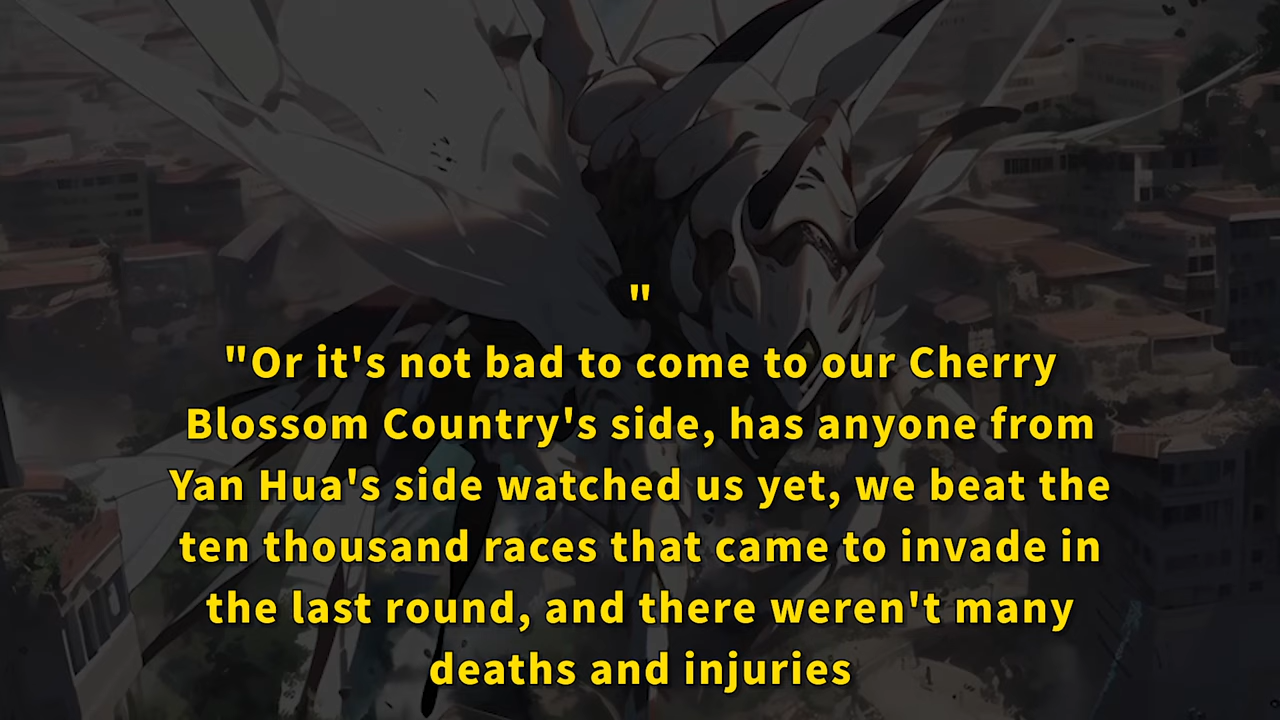 "
"Or it's not bad to come to our Cherry
Blossom Country's side, has anyone from
Yan Hua's side watched us yet, we beat the
ten thousand races that came to invade in
the last round, and there weren't many
deaths and injuries